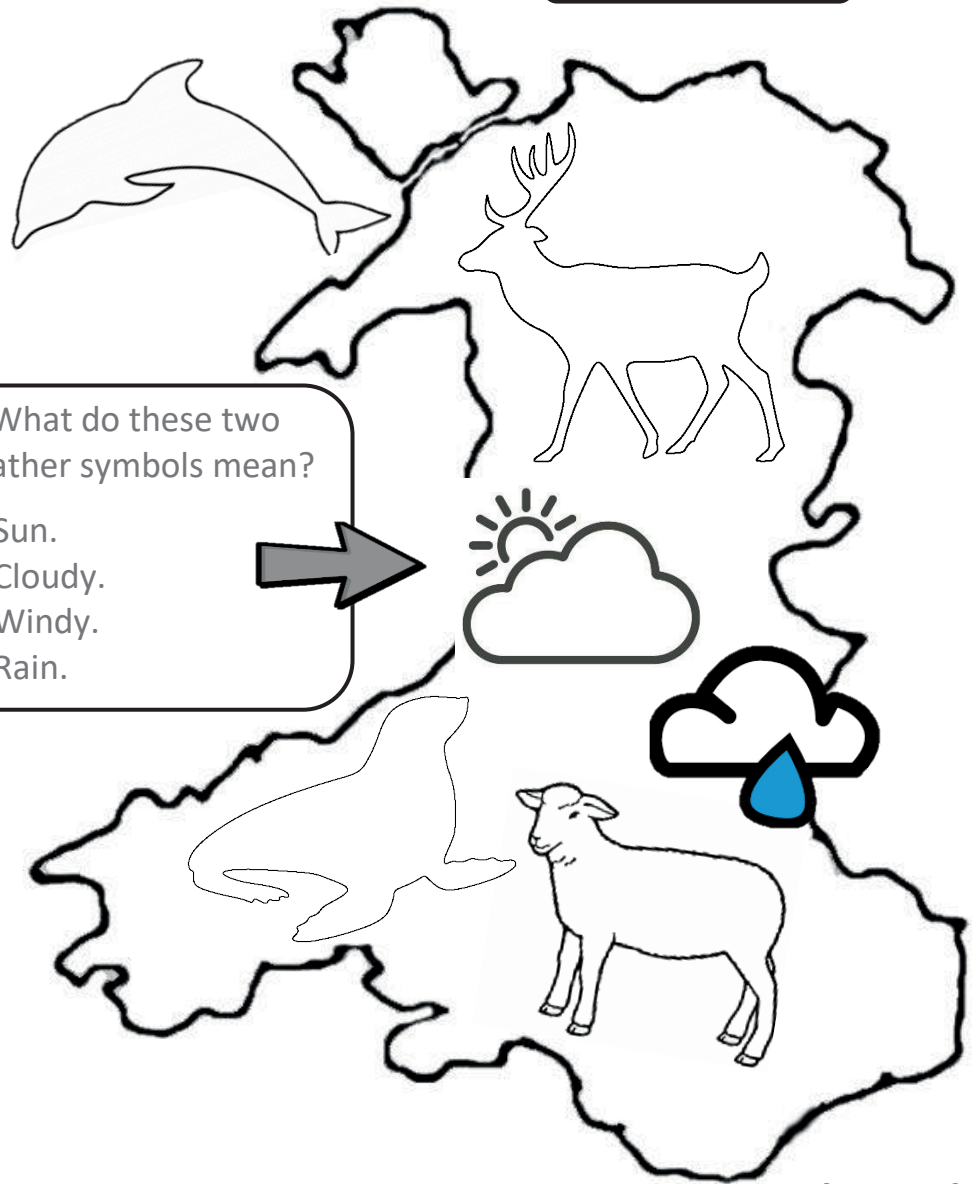 What do these two
ather symbols mean?
Sun.
Cloudy.
Windy.
Rain.